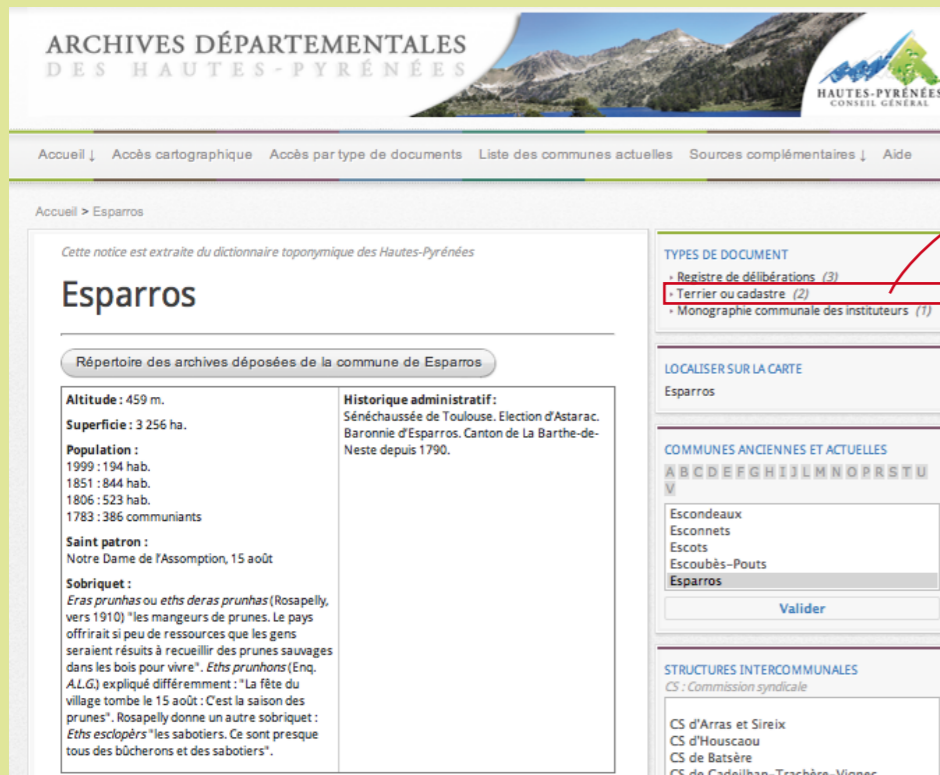 ARCHIVES DÉPARTEMENTALES
DES HAUTES-PYRÉNÉES
HAUTES-PYRÉNÉES
CONSEIL GÉNÉRAL
Accueil ↓ Accès cartographique Accès par type de documents Liste des communes actuelles Sources complémentaires ↓ Aide
Accueil > Esparros
Cette notice est extraite du dictionnaire toponymique des Hautes-Pyrénées
Esparros
Répertoire des archives déposées de la commune de Esparros
Altitude : 459 m.
Superficie : 3 256 ha.
Population :
1999 : 194 hab.
1851 : 844 hab.
1806 : 523 hab.
1783 : 386 communiants
Saint patron :
Notre Dame de l'Assomption, 15 août
Sobriquet :
Eras prunhas ou eths deras prunhas (Rosapelly,
vers 1910) "les mangeurs de prunes. Le pays
offrirait si peu de ressources que les gens
seraient résuits à recueillir des prunes sauvages
dans les bois pour vivre". Eths prunhons (Enq.
A.L.G.) expliqué différemment : "La fête du
village tombe le 15 août : C'est la saison des
prunes". Rosapelly donne un autre sobriquet :
Eths esclopèrs "les sabotiers. Ce sont presque
tous des bûcherons et des sabotiers".
Historique administratif :
Sénéchaussée de Toulouse. Election d'Astarac.
Baronnie d'Esparros. Canton de La Barthe-de-
Neste depuis 1790.
TYPES DE DOCUMENT
Registre de délibérations (3)
Terrier ou cadastre (2)
Monographie communale des instituteurs (1)
LOCALISER SUR LA CARTE
Esparros
COMMUNES ANCIENNES ET ACTUELLES
A B C D E F G H I J L M N O P R S T U
V
Escondeaux
Esconnets
Escots
Escoubès-Pouts
Esparros
Valider
STRUCTURES INTERCOMMUNALES
CS : Commission syndicale
CS d'Arras et Sireix
CS d'Houscaou
CS de Batsère
CS de Cadeilhan-Trachère-Vignec